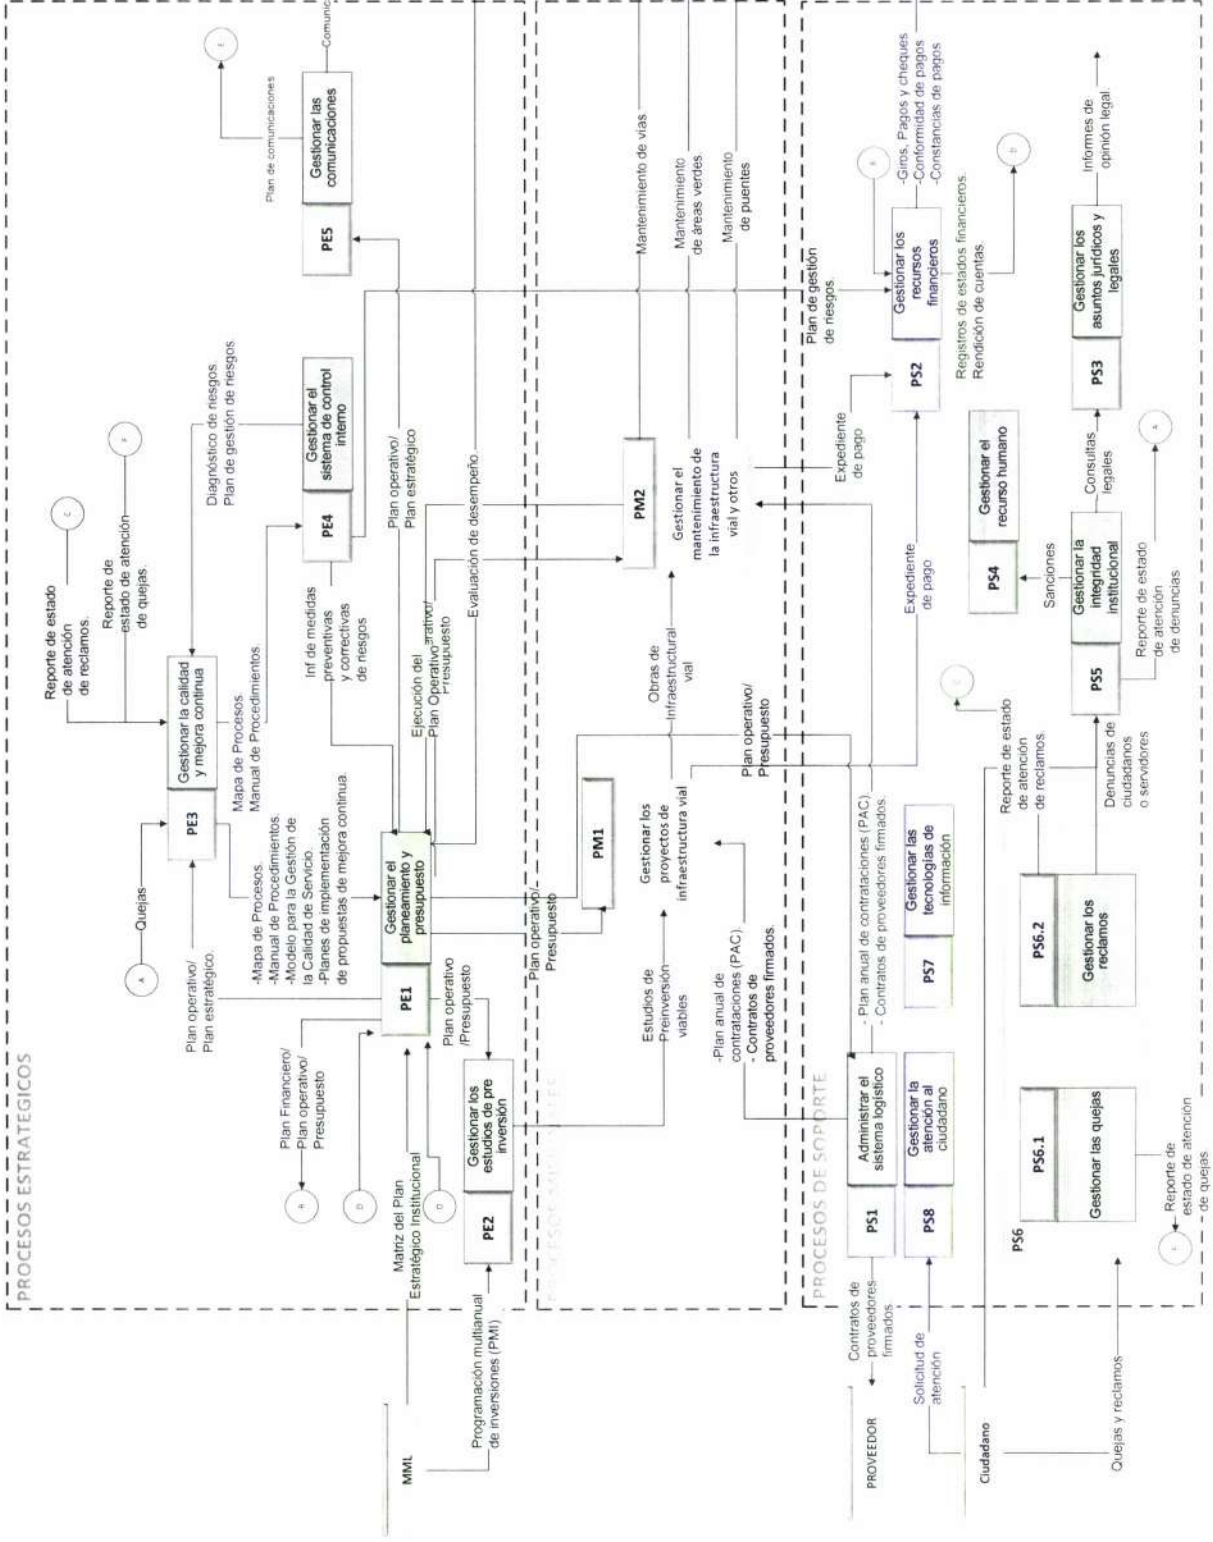 PROCESOS ESTRATEGICOS
MML
Programación multianual
de inversiones (PMI)
Matriz del Plan
Estratégico Institucional
PE2
Gestionar los
estudios de pre
inversión
Plan Financiero/
Plan operativo/
Presupuesto
D
PE1
Gestionar el
planeamiento y
presupuesto
Plan operativo
/Presupuesto
Plan operativo/
Plan estratégico.
A
Quejas
PE3
Gestionar la calidad
y mejora continua
-Mapa de Procesos.
-Manual de Procedimientos.
-Modelo para la Gestión de
la Calidad de Servicio.
-Planes de implementación
de propuestas de mejora continua.
Mapa de Procesos.
Manual de Procedimientos.
Reporte de estado
de atención
de reclamos.
C
Reporte de
estado de atención
de quejas.
F
Diagnóstico de riesgos
Plan de gestión de riesgos
PE4
Gestionar el
sistema de control
interno
Inf de medidas
preventivas
y correctivas
de riesgos
Plan operativo/
Plan estratégico
Evaluación de desempeño
Ejecución del
Plan Operativo
erativo/
Presupuesto
PE5
Gestionar las
comunicaciones
Plan de comunicaciones
E
Comunic
Plan operativo/
Presupuesto
Estudios de
Preinversión
viables
PM1
Gestionar los
proyectos de
infraestructura vial
Obras de
Infraestructural
vial
PM2
Gestionar el
mantenimiento de
la infraestructura
vial y otros
Mantenimiento de vías
Mantenimiento
de áreas verdes.
Mantenimiento
de puentes
-Plan anual de
contrataciones (PAC).
- Contratos de
proveedores firmados.
Plan operativo/
Presupuesto
PROCESOS DE SOPORTE
PROVEEDOR
Contratos de
proveedores
firmados.
PS1
Administrar el
sistema logístico
- Plan anual de contrataciones (PAC).
- Contratos de proveedores firmados.
Expediente
de pago
Expediente
de pago
Plan de gestión
de riesgos.
PS2
Gestionar los
recursos
financieros
-Giros, Pagos y cheques
-Conformidad de pagos
-Constancias de pagos
Registros de estados financieros.
Rendición de cuentas.
Solicitud de
atención
PS8
Gestionar la
atención al
ciudadano
PS7
Gestionar las
tecnologías de
información
Ciudadano
Quejas y reclamos
PS6
PS6.1
Gestionar las quejas
Reporte de
estado de atención
de quejas
PS6.2
Gestionar los
reclamos
Reporte de estado
de atención
de reclamos.
Denuncias de
ciudadanos
o servidores
PS5
Gestionar la
integridad
institucional
Sanciones
PS4
Gestionar el
recurso humano
Reporte de estado
de atención
de denuncias
A
Consultas
legales
PS3
Gestionar los
asuntos jurídicos y
legales
Informes de
opinión legal.